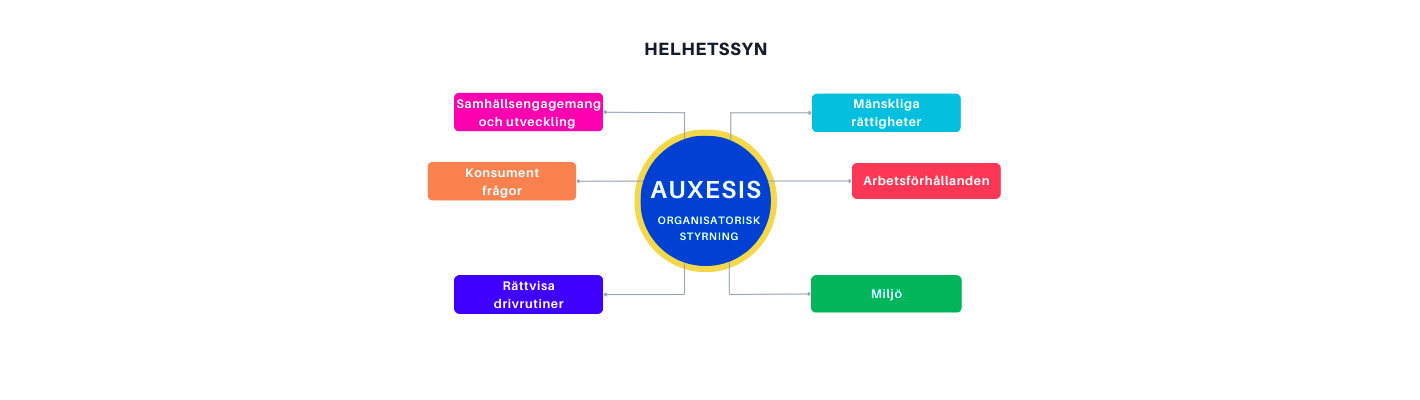 HELHETSSYN
Samhällsengagemang
och utveckling
Mänskliga
rättigheter
Konsument
frågor
Arbetsförhållanden
AUXESIS
ORGANISATORISK
STYRNING
Rättvisa
drivrutiner
Miljö